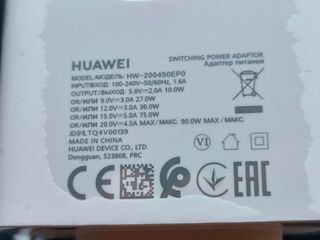 HUAWEI
SWITCHING POWER ADAPTOR
Адаптер питания
MODEL/МОДЕЛЬ: HW-200450EP0
INPUT/ВХОД: 100-240V~50/60Hz, 1.6A
OUTPUT/ВЫХОД: 5.0V⎓2.0A 10.0W
OR/ИЛИ 9.0V⎓3.0A 27.0W
OR/ИЛИ 12.0V⎓3.0A 36.0W
OR/ИЛИ 15.0V⎓5.0A 75.0W
OR/ИЛИ 20.0V⎓4.5A MAX/МАКС. 90.0W MAX/МАКС.
JD91LTQ4V00139
MADE IN CHINA
HUAWEI DEVICE CO., LTD.
Dongguan, 523808, PRC
VI
CE
EAC